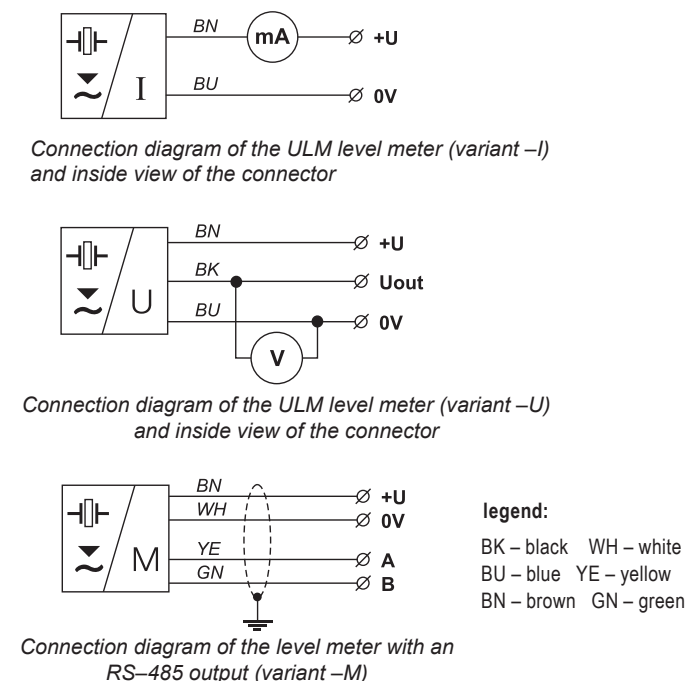 BN
mA
+U
I
BU
0V
Connection diagram of the ULM level meter (variant –I)
and inside view of the connector
BN
+U
BK
Uout
U
BU
0V
V
Connection diagram of the ULM level meter (variant –U)
and inside view of the connector
BN
+U
WH
0V
M
YE
A
GN
B
legend:
BK – black WH – white
BU – blue YE – yellow
BN – brown GN – green
Connection diagram of the level meter with an
RS–485 output (variant –M)